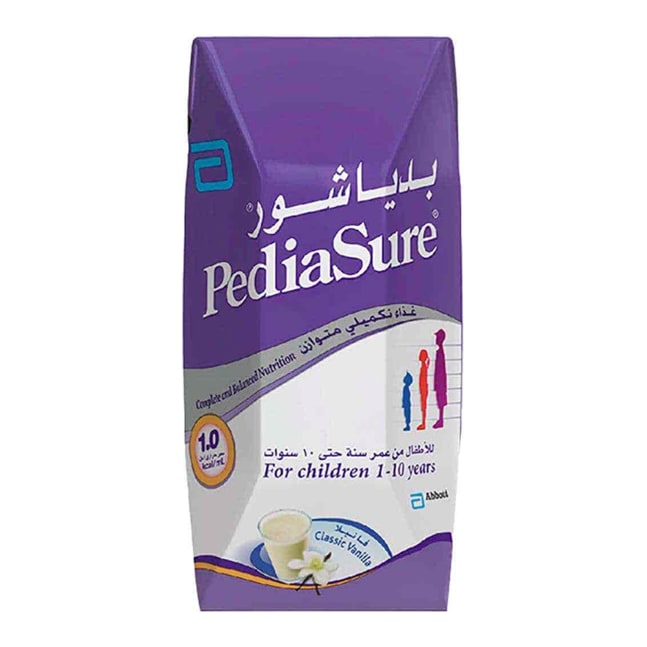 بدياشور®
PediaSure®
غذاء تكميلي متوازن
Complete and Balanced Nutrition
1.0
kcal/mL
للأطفال من عمر سنة حتى ١٠ سنوات
For children 1-10 years
Abbott
فانيلا
Classic Vanilla